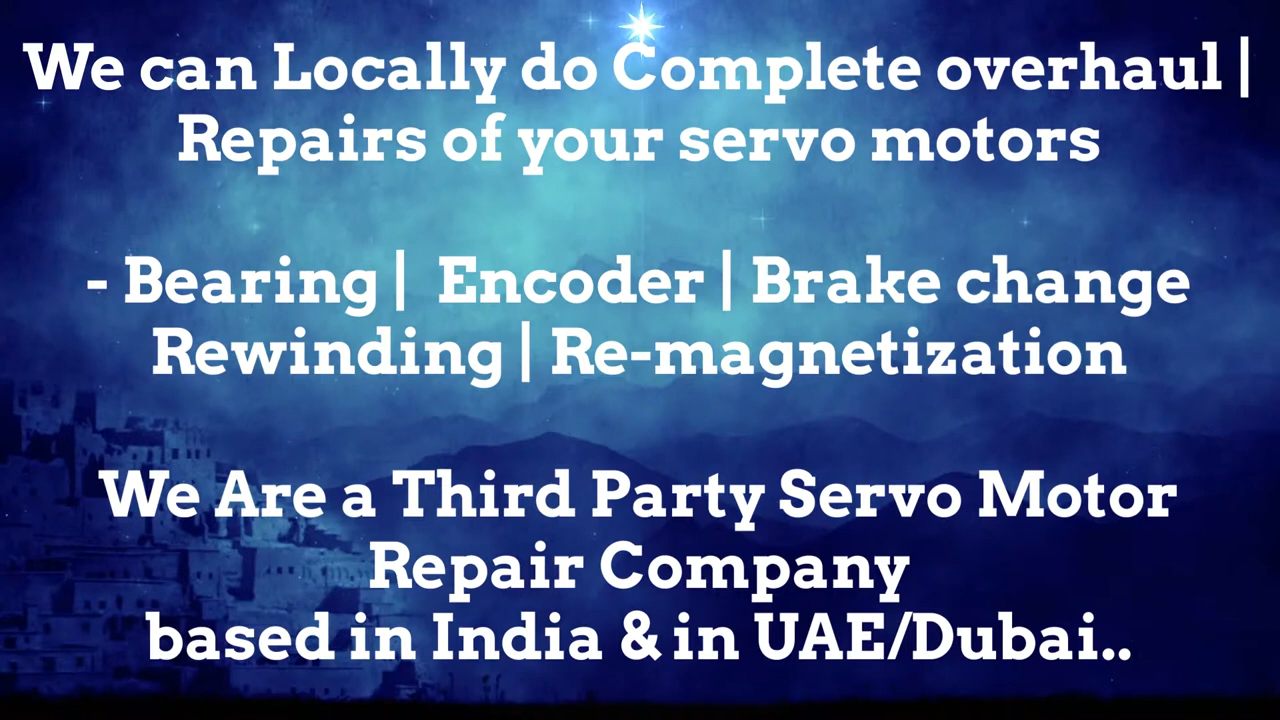 We can Locally do Complete overhaul |
Repairs of your servo motors
- Bearing | Encoder | Brake change
Rewinding | Re-magnetization
We Are a Third Party Servo Motor
Repair Company
based in India & in UAE/Dubai..